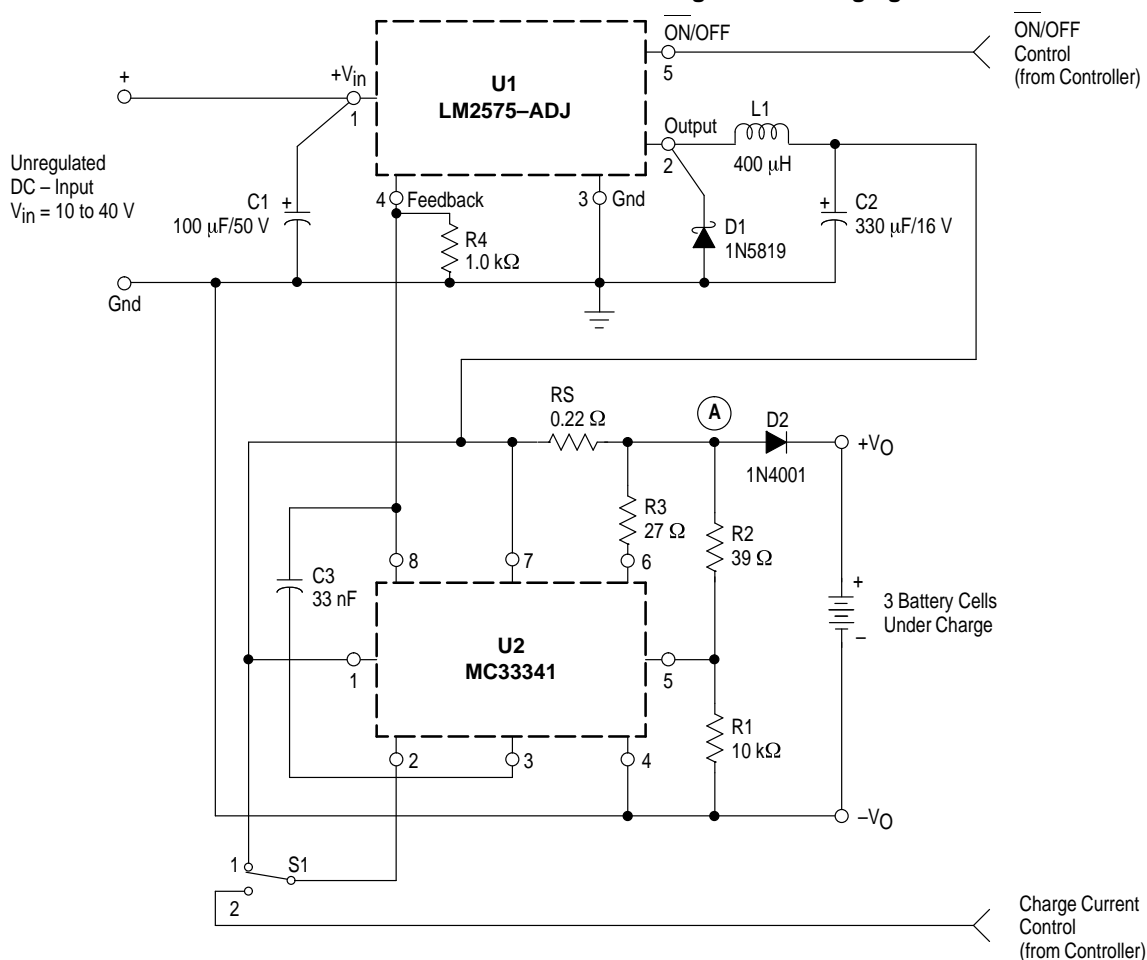 ON/OFF
5
ON/OFF
Control
(from Controller)
+
+Vin
1
U1
LM2575–ADJ
Output
2
L1
400 μH
Unregulated
DC – Input
Vin = 10 to 40 V
C1
+
100 μF/50 V
4
Feedback
3
Gnd
R4
1.0 kΩ
D1
1N5819
+
C2
330 μF/16 V
Gnd
RS
0.22 Ω
A
D2
1N4001
+VO
R3
27 Ω
R2
39 Ω
8
7
6
C3
33 nF
U2
MC33341
+
3 Battery Cells
Under Charge
–
1
5
R1
10 kΩ
2
3
4
–VO
1
S1
2
Charge Current
Control
(from Controller)